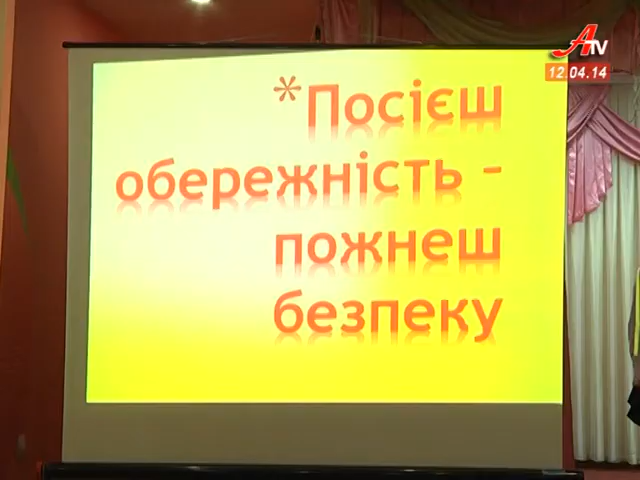 ATV
12.04.14
*Посієш
обережність -
пожнеш
безпеку